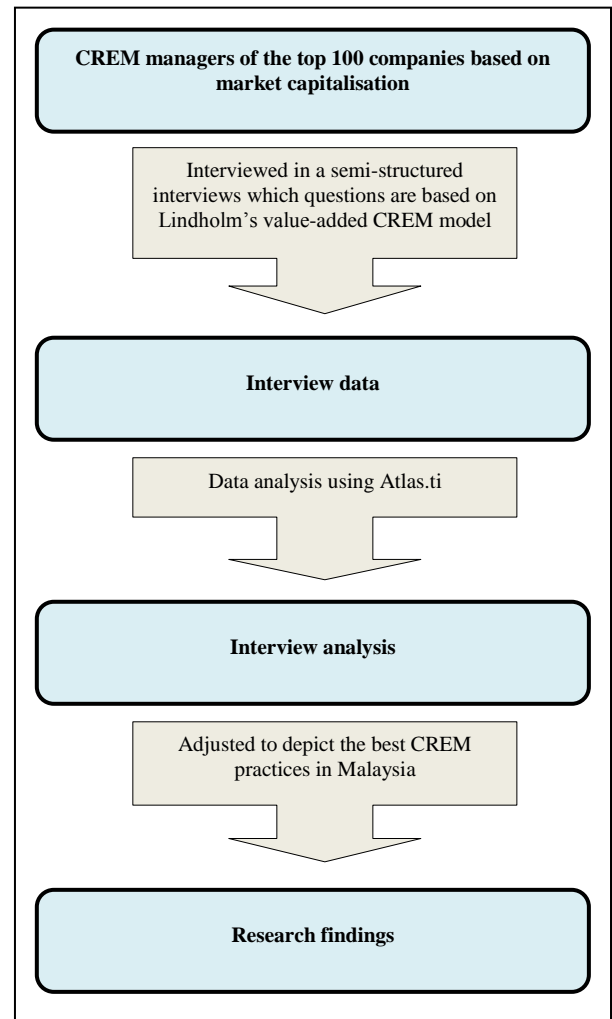 CREM managers of the top 100 companies based on
market capitalisation
Interviewed in a semi-structured
interviews which questions are based on
Lindholm’s value-added CREM model
Interview data
Data analysis using Atlas.ti
Interview analysis
Adjusted to depict the best CREM
practices in Malaysia
Research findings